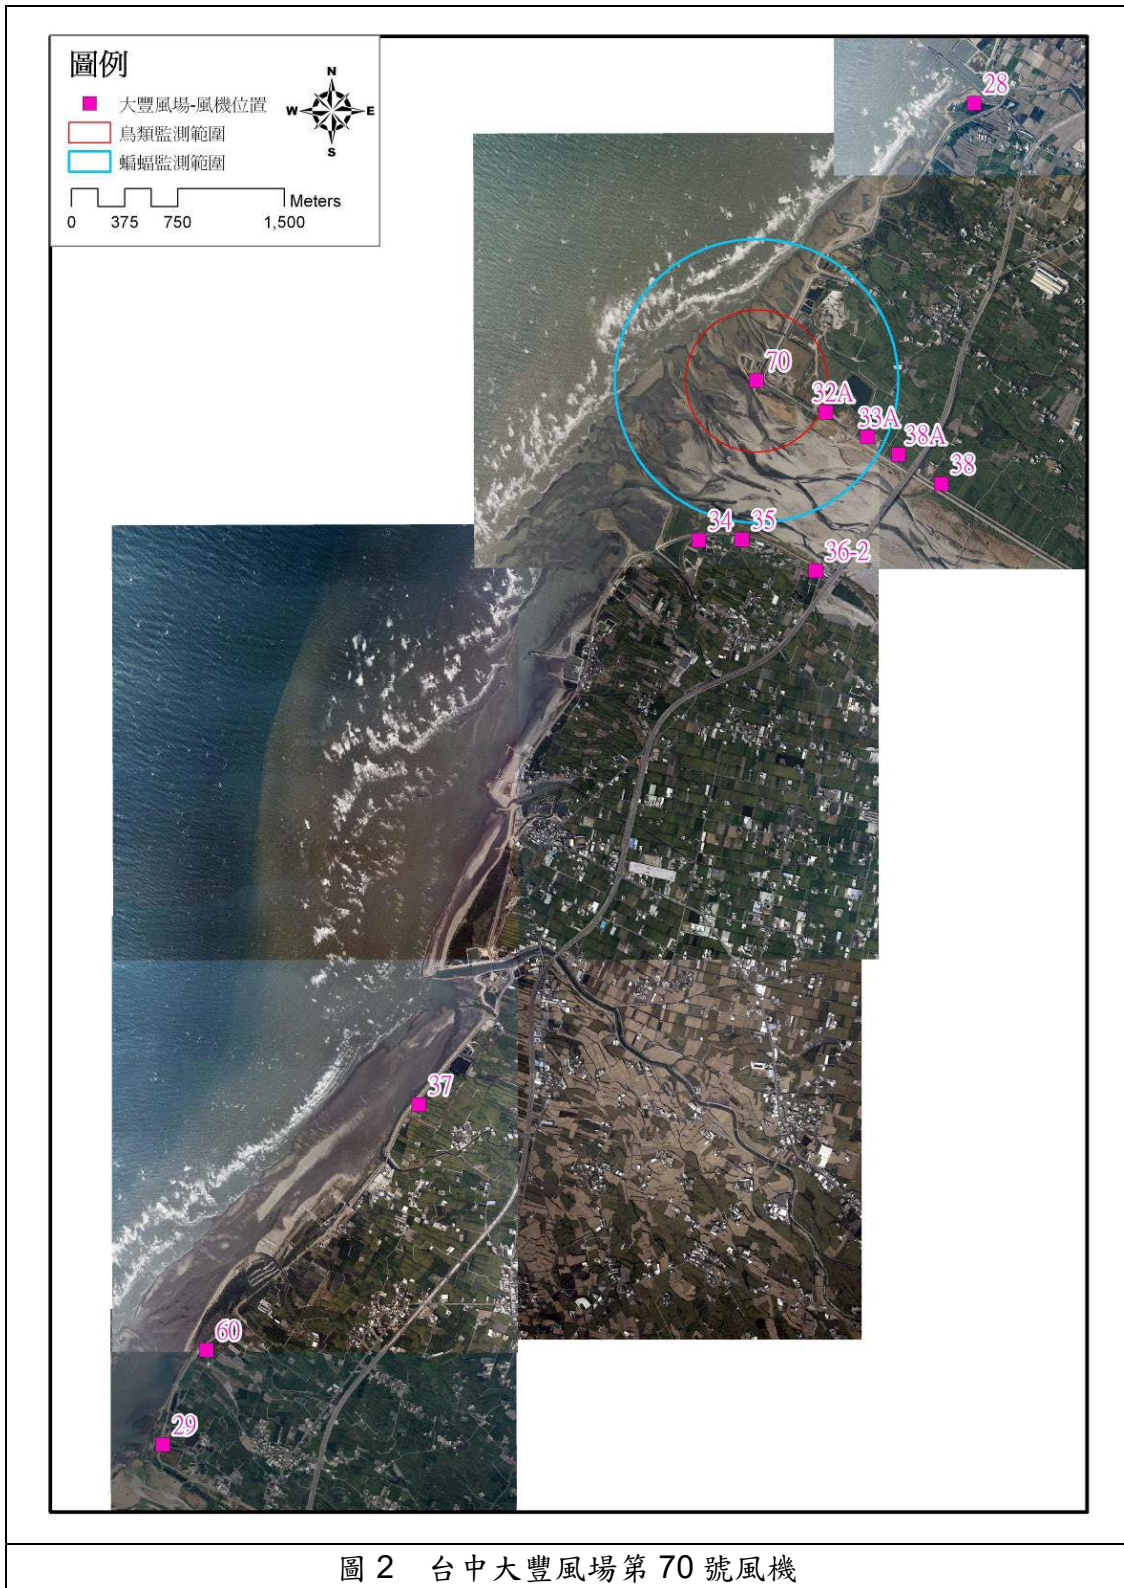 圖例
N
W E
S
大豐風場-風機位置
鳥類監測範圍
蝙蝠監測範圍
Meters
0 375 750 1,500
28
70
32A
33A
38A
38
34 35
36-2
37
60
29
圖 2 台中大豐風場第 70 號風機